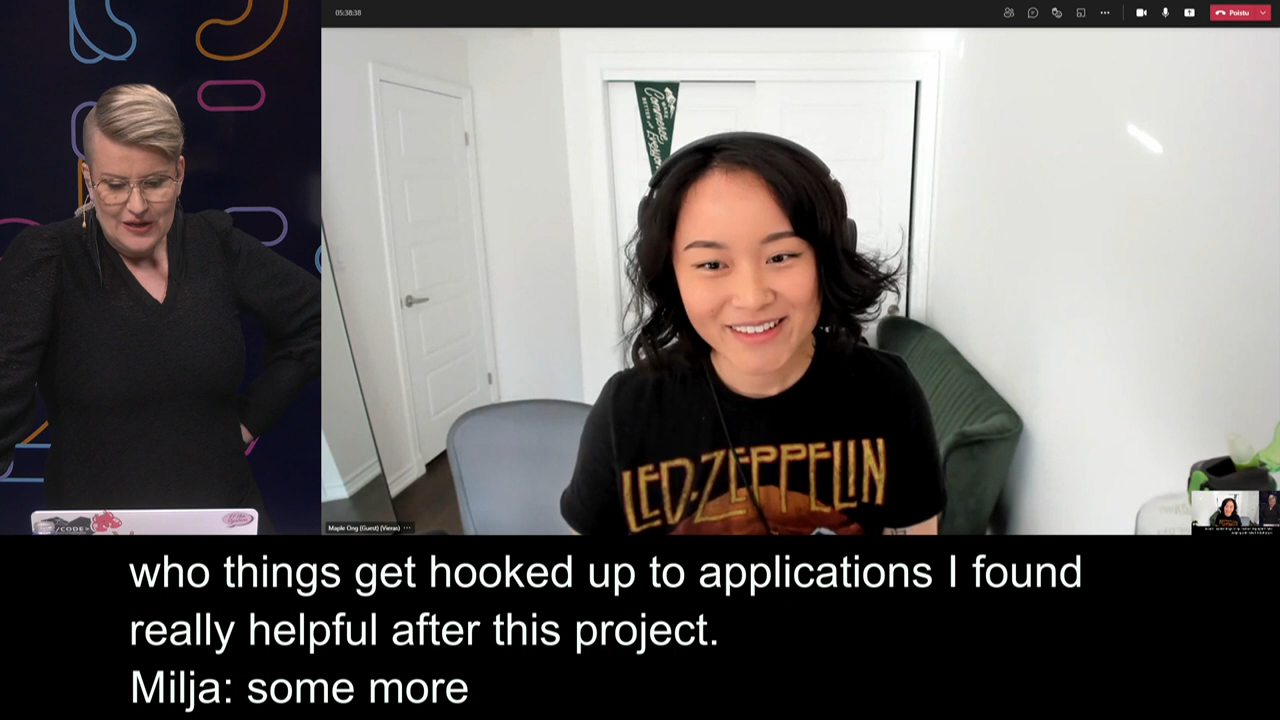 05:38:38
Poistu
Commerce
LED-ZEPPELIN
Maple Ong (Guest) (Vieras)
/CODE>
who things get hooked up to applications I found
really helpful after this project.
Milja: some more